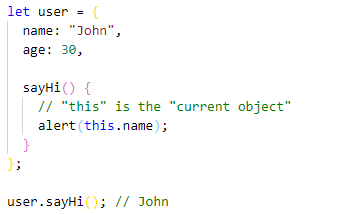 let user = {
  name: "John",
  age: 30,

  sayHi() {
    // "this" is the "current object"
    alert(this.name);
  }
};

user.sayHi(); // John